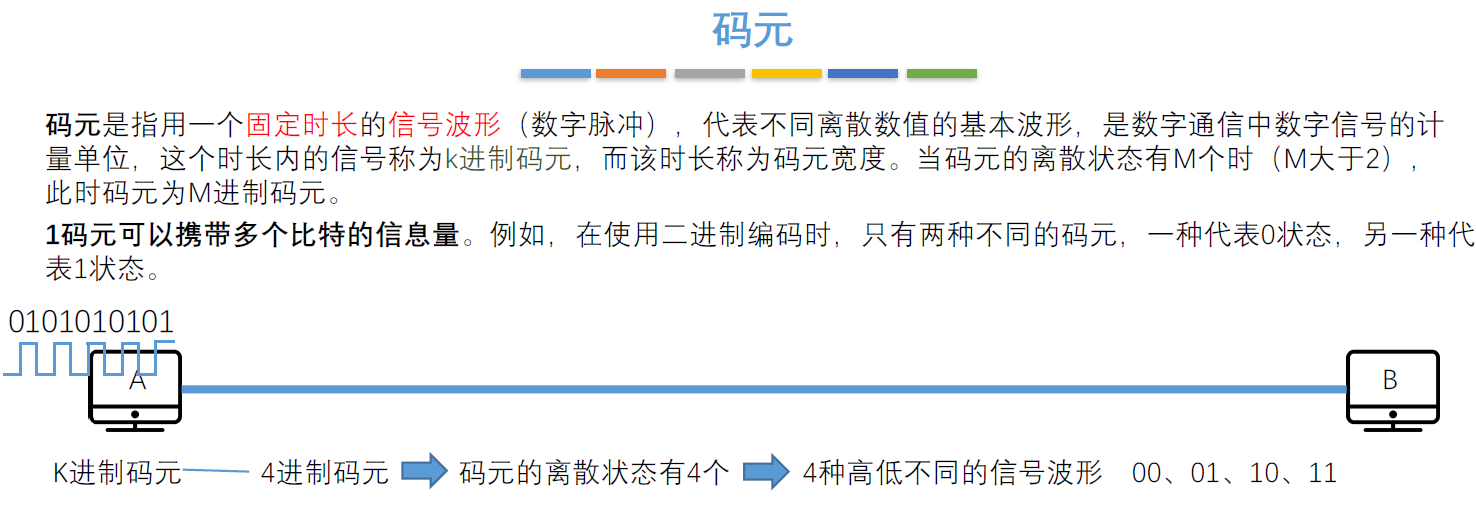 码元
码元是指用一个固定时长的信号波形（数字脉冲），代表不同离散数值的基本波形，是数字通信中数字信号的计
量单位，这个时长内的信号称为k进制码元，而该时长称为码元宽度。当码元的离散状态有M个时（M大于2），
此时码元为M进制码元。
1码元可以携带多个比特的信息量。例如，在使用二进制编码时，只有两种不同的码元，一种代表0状态，另一种代
表1状态。
0101010101
A
B
K进制码元 4进制码元 码元的离散状态有4个 4种高低不同的信号波形 00、01、10、11